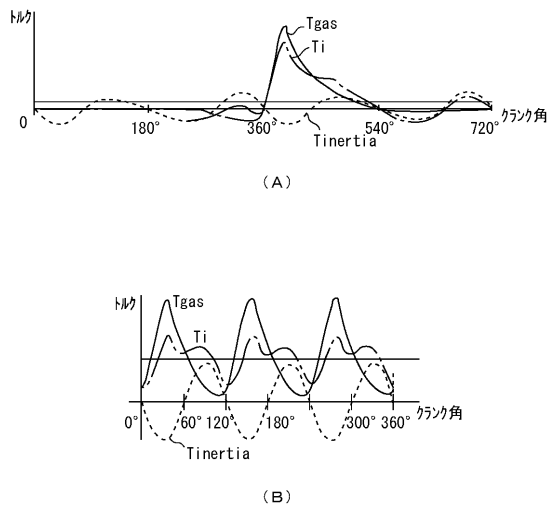 トルク
Tgas
Ti
0
180°
360°
540°
720°
クランク角
Tinertia
(A)
トルク
Tgas
Ti
0°
60°
120°
180°
300°
360°
クランク角
Tinertia
(B)